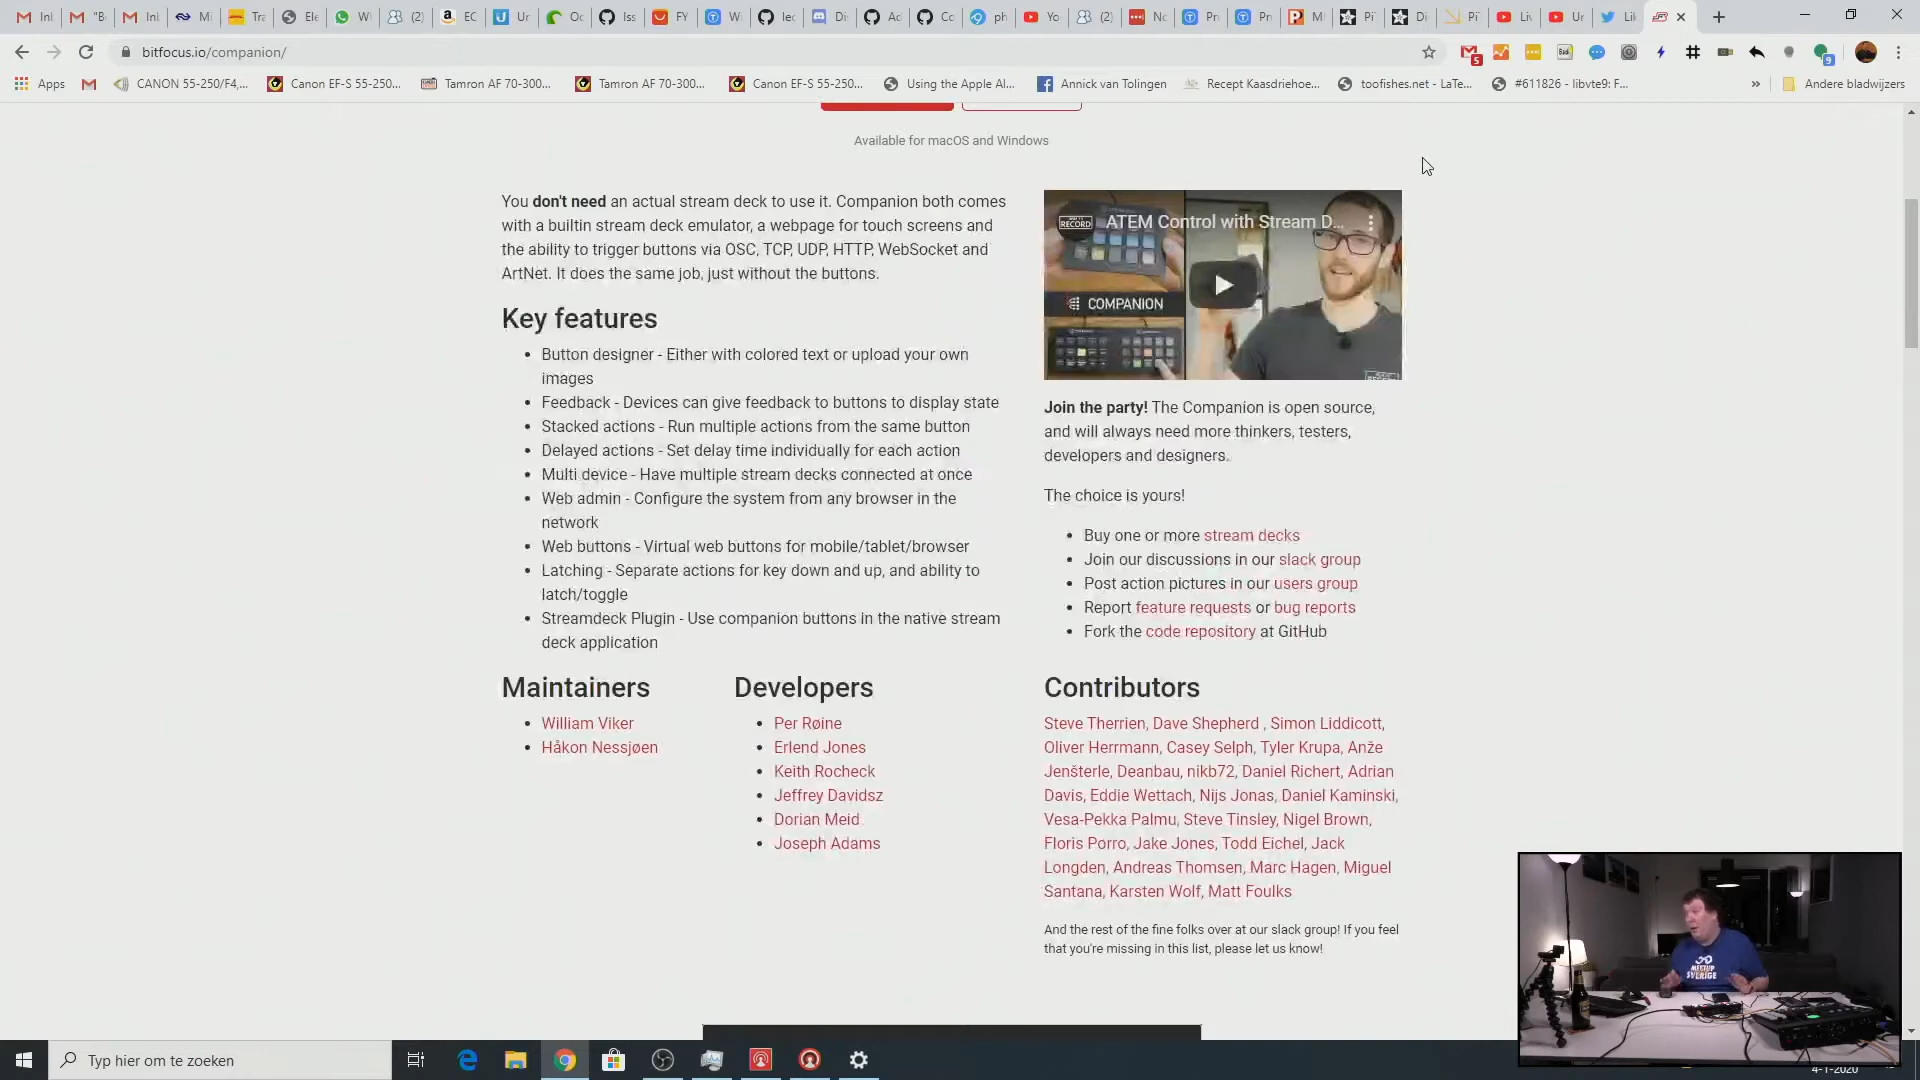 bitfocus.io/companion/
Apps CANON 55-250/F4,... Canon EF-S 55-250... Tamron AF 70-300... Tamron AF 70-300... Canon EF-S 55-250... Using the Apple Al... Annick van Tolingen Recept Kaasdriehoe... toofishes.net - LaTe... #611826 - libvte9: F... » Andere bladwijzers
Available for macOS and Windows
You don't need an actual stream deck to use it. Companion both comes
with a builtin stream deck emulator, a webpage for touch screens and
the ability to trigger buttons via OSC, TCP, UDP, HTTP, WebSocket and
ArtNet. It does the same job, just without the buttons.
Key features
Button designer - Either with colored text or upload your own
images
Feedback - Devices can give feedback to buttons to display state
Stacked actions - Run multiple actions from the same button
Delayed actions - Set delay time individually for each action
Multi device - Have multiple stream decks connected at once
Web admin - Configure the system from any browser in the
network
Web buttons - Virtual web buttons for mobile/tablet/browser
Latching - Separate actions for key down and up, and ability to
latch/toggle
Streamdeck Plugin - Use companion buttons in the native stream
deck application
RECORD ATEM Control with Stream D...
COMPANION
Join the party! The Companion is open source,
and will always need more thinkers, testers,
developers and designers.
The choice is yours!
Buy one or more stream decks
Join our discussions in our slack group
Post action pictures in our users group
Report feature requests or bug reports
Fork the code repository at GitHub
Maintainers
William Viker
Håkon Nessjøen
Developers
Per Røine
Erlend Jones
Keith Rocheck
Jeffrey Davidsz
Dorian Meid
Joseph Adams
Contributors
Steve Therrien, Dave Shepherd , Simon Liddicott,
Oliver Herrmann, Casey Selph, Tyler Krupa, Anže
Jenšterle, Deanbau, nikb72, Daniel Richert, Adrian
Davis, Eddie Wettach, Nijs Jonas, Daniel Kaminski,
Vesa-Pekka Palmu, Steve Tinsley, Nigel Brown,
Floris Porro, Jake Jones, Todd Eichel, Jack
Longden, Andreas Thomsen, Marc Hagen, Miguel
Santana, Karsten Wolf, Matt Foulks
And the rest of the fine folks over at our slack group! If you feel
that you're missing in this list, please let us know!
MEETUP
SVERIGE
Typ hier om te zoeken
4-1-2020